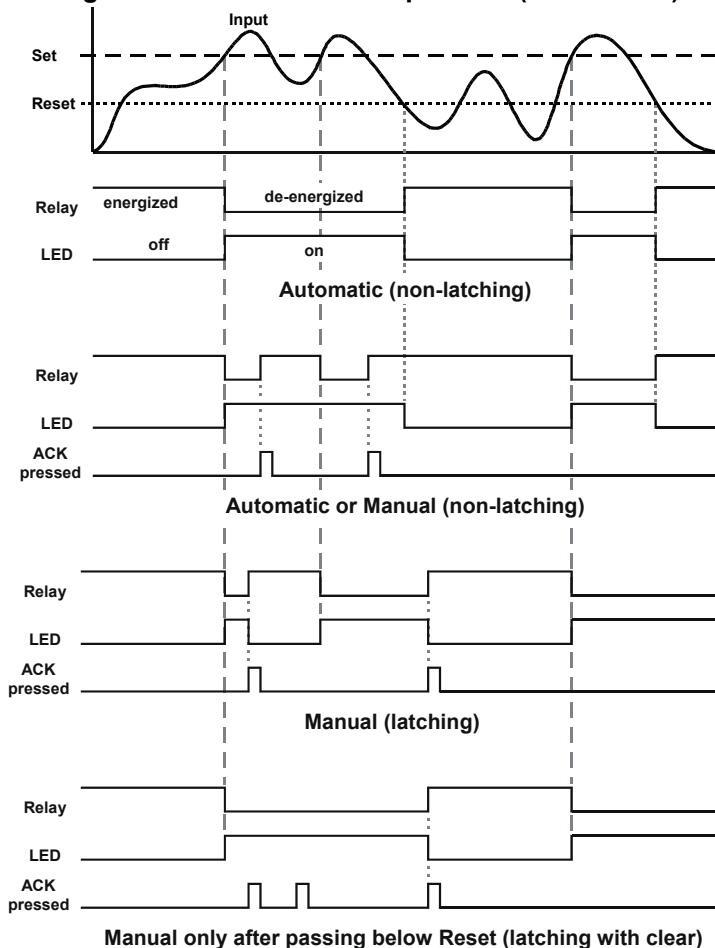 Input
Set
Reset
Relay energized de-energized
LED off on
Automatic (non-latching)
Relay
LED
ACK
pressed
Automatic or Manual (non-latching)
Relay
LED
ACK
pressed
Manual (latching)
Relay
LED
ACK
pressed
Manual only after passing below Reset (latching with clear)